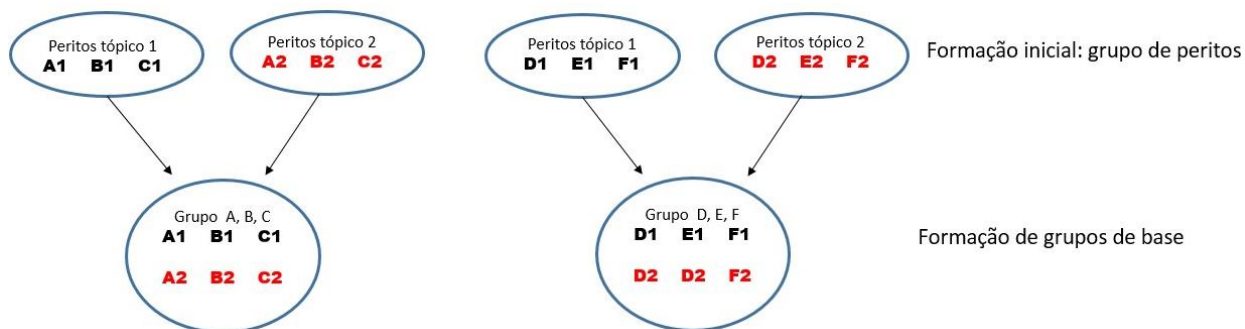 Peritos tópico 1
A1 B1 C1
Peritos tópico 2
A2 B2 C2
Peritos tópico 1
D1 E1 F1
Peritos tópico 2
D2 E2 F2
Formação inicial: grupo de peritos
Grupo A, B, C
A1 B1 C1
A2 B2 C2
Grupo D, E, F
D1 E1 F1
D2 D2 F2
Formação de grupos de base